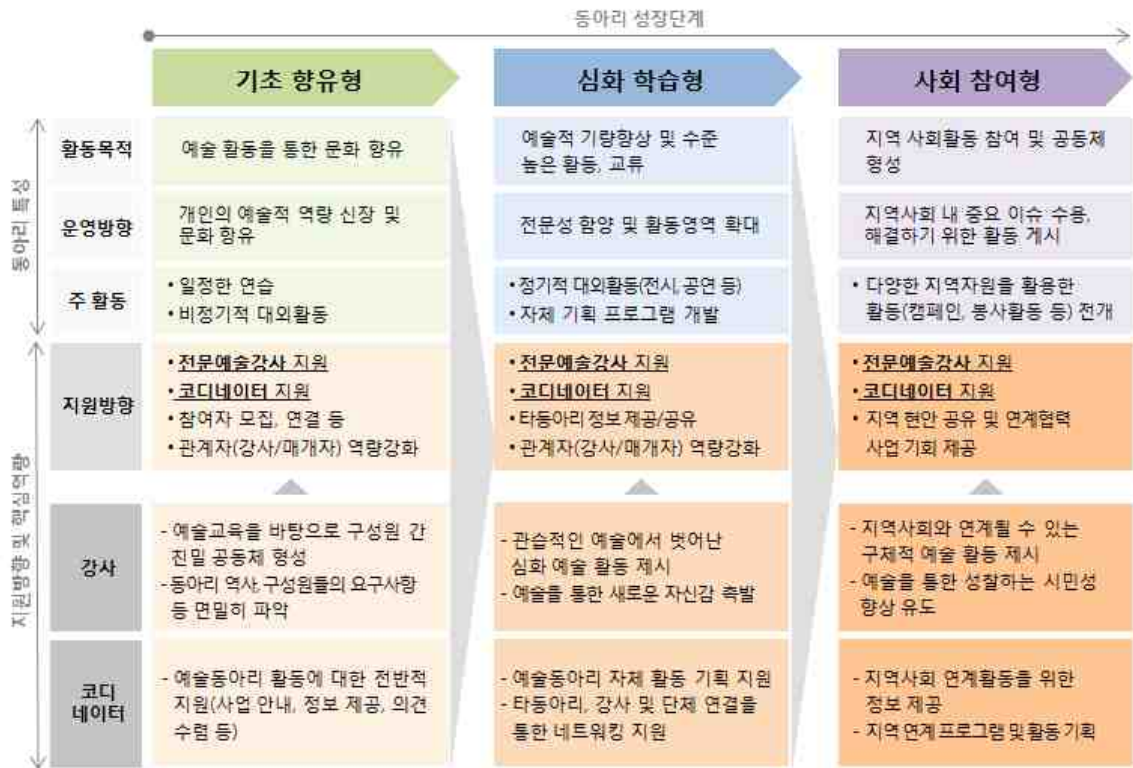 동아리 성장단계
기초 향유형
심화 학습형
사회 참여형
동아리 특성
활동목적
예술 활동을 통한 문화 향유
예술적 기량향상 및 수준
높은 활동, 교류
지역 사회활동 참여 및 공동체
형성
운영방향
개인의 예술적 역량 신장 및
문화 향유
전문성 함양 및 활동영역 확대
지역사회 내 중요 이슈 수용,
해결하기 위한 활동 게시
주 활동
• 일정한 연습
• 비정기적 대외활동
• 정기적 대외활동(전시, 공연 등)
• 자체 기획 프로그램 개발
• 다양한 지역자원을 활용한
활동(캠페인, 봉사활동 등) 전개
지원방향 및 핵심역량
지원방향
• 전문예술강사 지원
• 코디네이터 지원
• 참여자 모집, 연결 등
• 관계자(강사/매개자) 역량강화
• 전문예술강사 지원
• 코디네이터 지원
• 타동아리 정보 제공/공유
• 관계자(강사/매개자) 역량강화
• 전문예술강사 지원
• 코디네이터 지원
• 지역 현안 공유 및 연계협력
사업 기회 제공
강사
- 예술교육을 바탕으로 구성원 간
진밀 공동체 형성
- 동아리 역사, 구성원들의 요구사항
등 면밀히 파악
- 관습적인 예술에서 벗어난
심화 예술 활동 제시
- 예술을 통한 새로운 자신감 촉발
- 지역사회와 연계될 수 있는
구체적 예술 활동 제시
- 예술을 통한 성찰하는 시민성
향상 유도
코디
네이터
- 예술동아리 활동에 대한 전반적
지원(사업 안내, 정보 제공, 의견
수렴 등)
- 예술동아리 자체 활동 기획 지원
- 타동아리, 강사 및 단체 연결을
통한 네트워킹 지원
- 지역사회 연계활동을 위한
정보 제공
- 지역 연계 프로그램 및 활동 기획